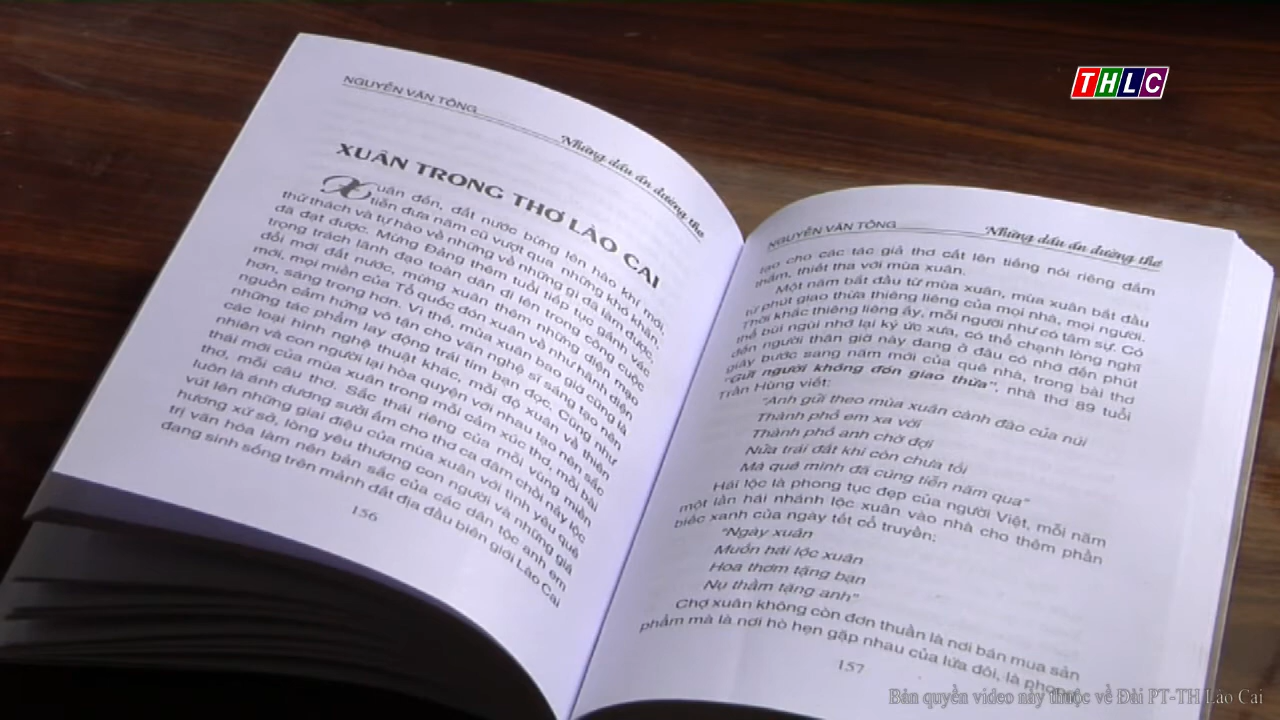 THLC
NGUYỄN VĂN TÔNG
Những dấu ấn đường thơ
XUÂN TRONG THƠ LÀO CAI
Xuân đến, đất nước bừng lên hào khí mới,
tiễn đưa năm cũ vượt qua những khó khăn,
thử thách và tự hào về những gì đã làm được,
đã đạt được. Mừng Đảng thêm tuổi tiếp tục gánh vác
trọng trách lãnh đạo toàn dân đi lên trong công cuộc
đổi mới đất nước, mừng xuân thêm những diện mạo
mới, mọi miền của Tổ quốc đón xuân vui như hãnh diện
hơn, sáng trong hơn. Vì thế, mùa xuân bao giờ cũng là
nguồn cảm hứng vô tận cho văn nghệ sĩ sáng tạo nên
những tác phẩm lay động trái tim bạn đọc. Cũng như
các loại hình nghệ thuật khác, mỗi độ xuân về thiên
nhiên và con người lại hòa quyện với nhau tạo nên sắc
thái mới của mùa xuân trong mỗi cảm xúc thơ, mỗi bài
thơ, mỗi câu thơ. Sắc thái riêng của mỗi vùng miền
luôn là ánh dương sưởi ấm cho thơ ca đâm chồi nảy lộc
vút lên những giai điệu của mùa xuân với tình yêu quê
hương xứ sở, lòng yêu thương con người và những giá
trị văn hóa làm nên bản sắc của các dân tộc anh em
đang sinh sống trên mảnh đất địa đầu biên giới Lào Cai
156
NGUYỄN VĂN TÔNG
Những dấu ấn đường thơ
tạo cho các tác giả thơ cất lên tiếng nói riêng đầm
thắm, thiết tha với mùa xuân.
Một năm bắt đầu từ mùa xuân, mùa xuân bắt đầu
từ phút giao thừa thiêng liêng của mọi nhà, mọi người.
Thời khắc thiêng liêng ấy, mỗi người như có tâm sự. Có
thể bùi ngùi nhớ lại ký ức xưa, có thể chạnh lòng nghĩ
đến người thân giờ này đang ở đâu có nhớ đến phút
giây bước sang năm mới của quê nhà, trong bài thơ
"Gửi người không đón giao thừa", nhà thơ 89 tuổi
Trần Hùng viết:
"Anh gửi theo mùa xuân cành đào của núi
Thành phố em xa vời
Thành phố anh chờ đợi
Nửa trái đất khi còn chưa tối
Mà quê mình đã cúng tiễn năm qua"
Hái lộc là phong tục đẹp của người Việt, mỗi năm
một lần hái nhánh lộc xuân vào nhà cho thêm phần
biếc xanh của ngày tết cổ truyền:
"Ngày xuân
Muốn hái lộc xuân
Hoa thơm tặng bạn
Nụ thầm tặng anh"
Chợ xuân không còn đơn thuần là nơi bán mua sản
phẩm mà là nơi hò hẹn gặp nhau của lứa đôi, là
157
Bản quyền video này thuộc về Đài PT-TH Lào Cai